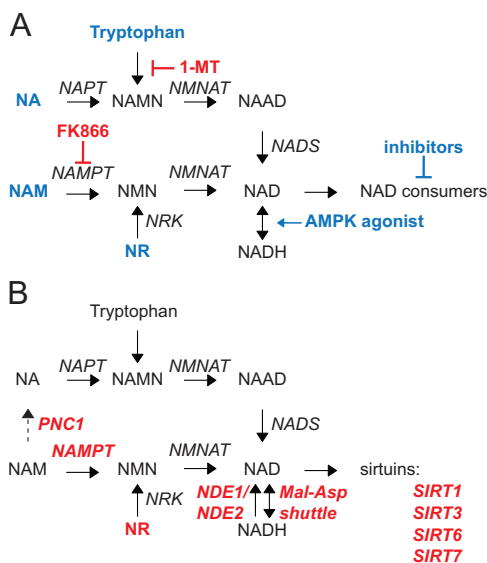 A
Tryptophan
1-MT
NAPT
NMNAT
NA
NAMN
NAAD
FK866
NADS
inhibitors
NAMPT
NMNAT
NAM
NMN
NAD
NAD consumers
NRK
AMPK agonist
NR
NADH
B
Tryptophan
NAPT
NMNAT
NA
NAMN
NAAD
PNC1
NADS
NAMPT
NMNAT
NAM
NMN
NAD
sirtuins:
NRK
NDE1/
NDE2
Mal-Asp
shuttle
SIRT1
NR
NADH
SIRT3
SIRT6
SIRT7